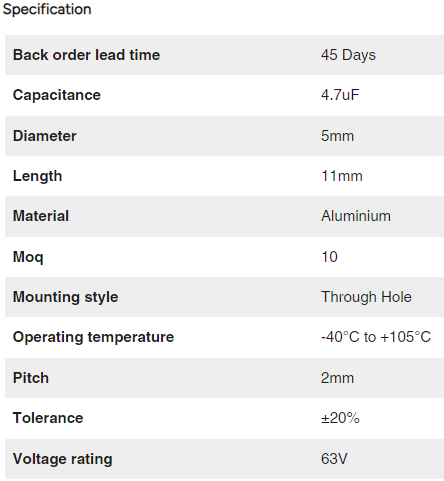 Specification
Back order lead time 45 Days
Capacitance 4.7uF
Diameter 5mm
Length 11mm
Material Aluminium
Moq 10
Mounting style Through Hole
Operating temperature -40°C to +105°C
Pitch 2mm
Tolerance ±20%
Voltage rating 63V